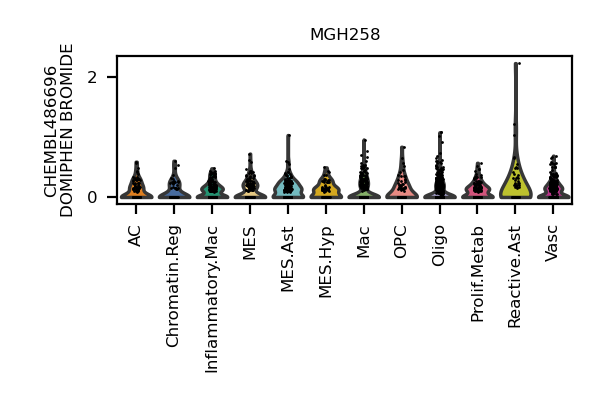 MGH258
CHEMBL486696
DOMIPHEN BROMIDE
2
0
AC
Chromatin.Reg
Inflammatory.Mac
MES
MES.Ast
MES.Hyp
Mac
OPC
Oligo
Prolif.Metab
Reactive.Ast
Vasc